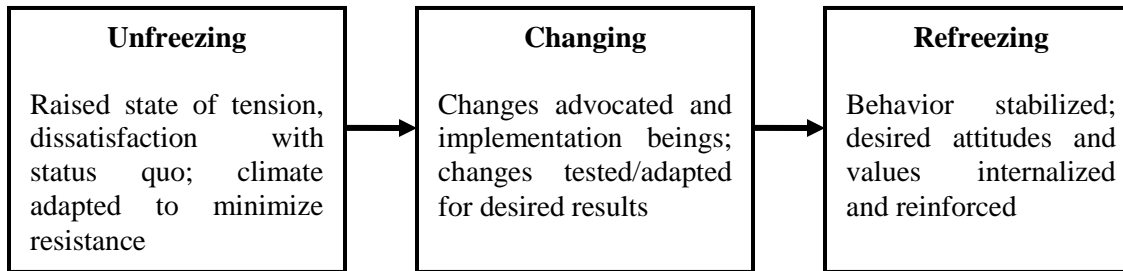 Unfreezing
Raised state of tension,
dissatisfaction with
status quo; climate
adapted to minimize
resistance
Changing
Changes advocated and
implementation beings;
changes tested/adapted
for desired results
Refreezing
Behavior stabilized;
desired attitudes and
values internalized
and reinforced